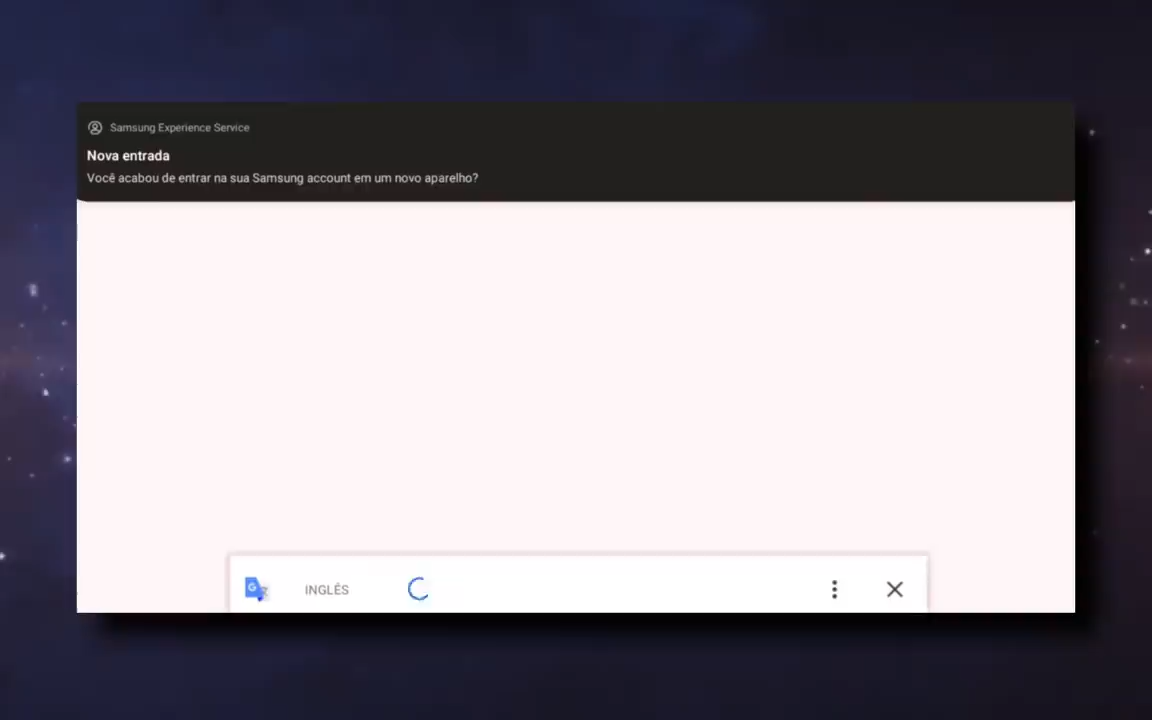 Samsung Experience Service
Nova entrada
Você acabou de entrar na sua Samsung account em um novo aparelho?
INGLÊS